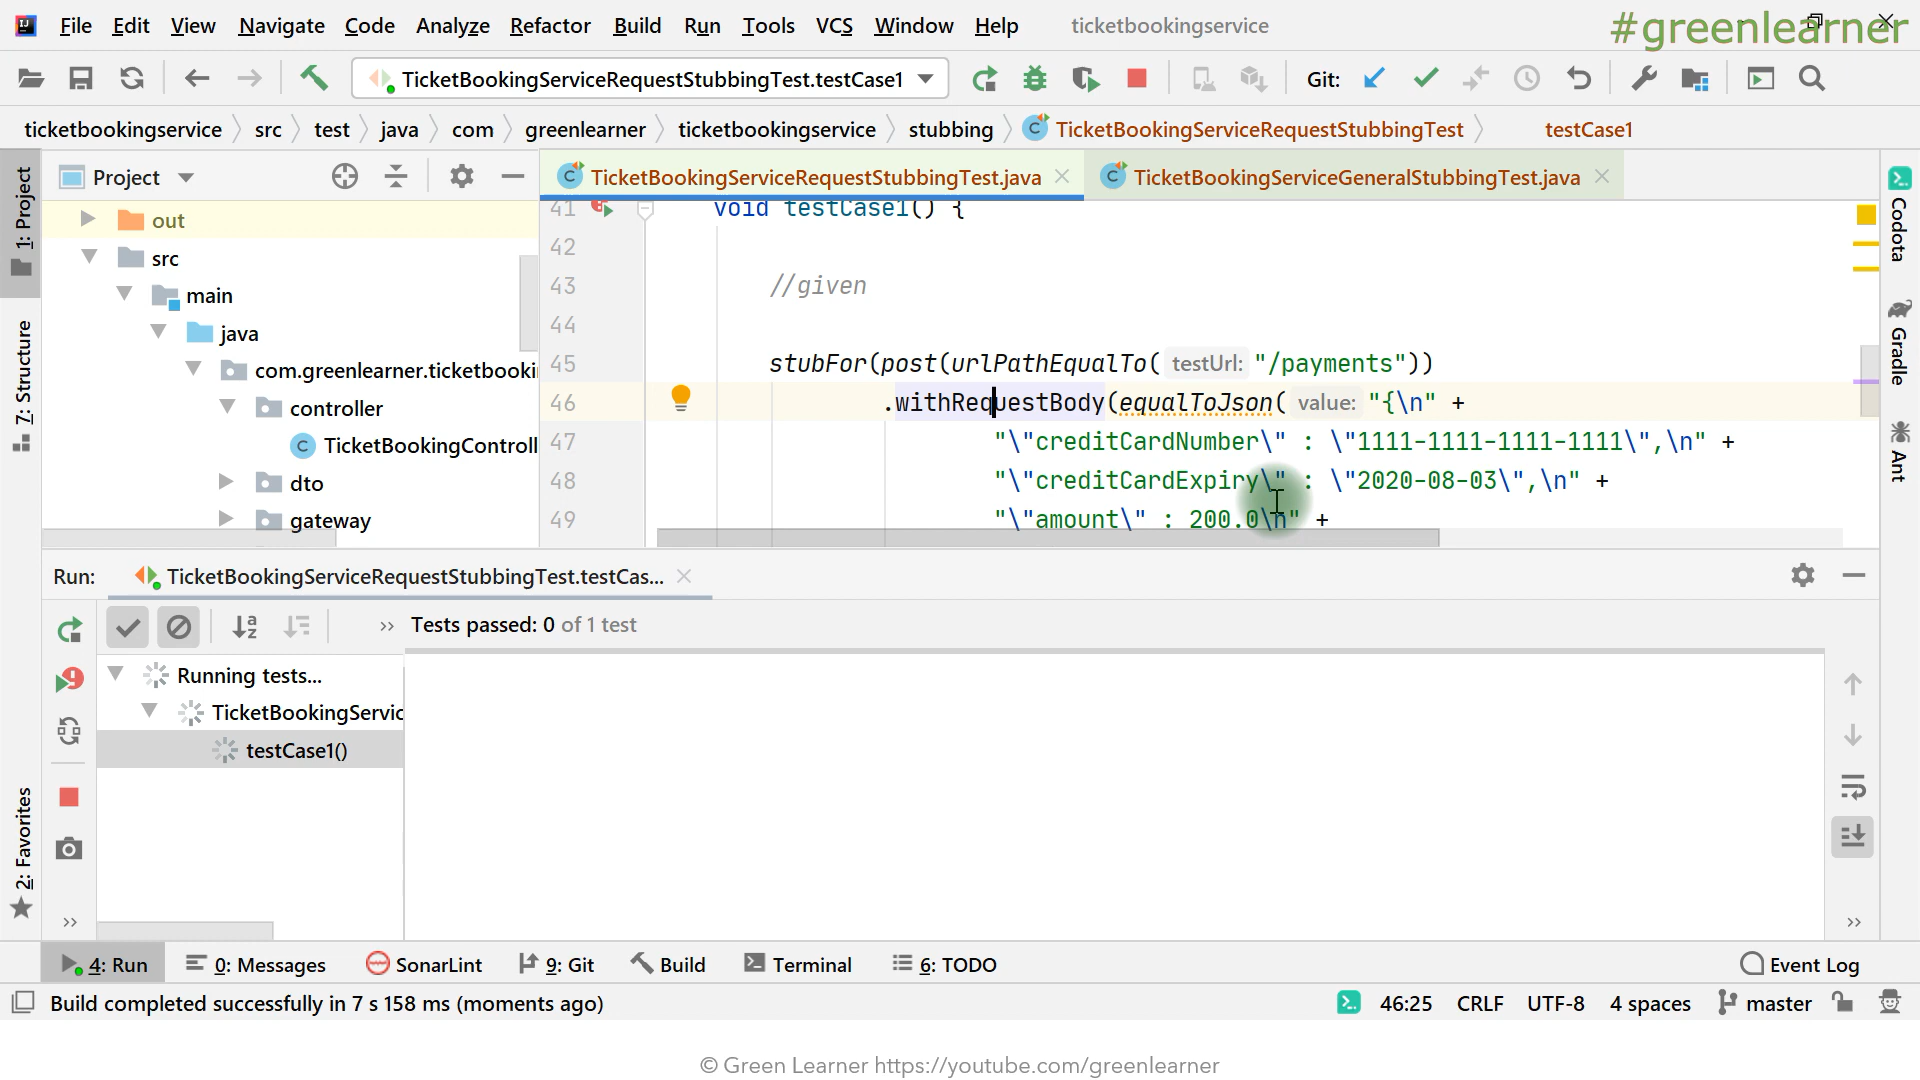 File Edit View Navigate Code Analyze Refactor Build Run Tools VCS Window Help ticketbookingservice #greenlearner
TicketBookingServiceRequestStubbingTest.testCase1 Git:
ticketbookingservice src test java com greenlearner ticketbookingservice stubbing TicketBookingServiceRequestStubbingTest testCase1
Project TicketBookingServiceRequestStubbingTest.java TicketBookingServiceGeneralStubbingTest.java
1: Project
7: Structure
2: Favorites
out
src
main
java
com.greenlearner.ticketbooki
controller
TicketBookingControll
dto
gateway
41 void testCase1() {
42
43 //given
44
45 stubFor(post(urlPathEqualTo( testUrl: "/payments"))
46 .withRequestBody(equalToJson( value: "{\n" +
47 "\"creditCardNumber\" : \"1111-1111-1111-1111\",\n" +
48 "\"creditCardExpiry\" : \"2020-08-03\",\n" +
49 "\"amount\" : 200.0\n" +
Codota
Gradle
Ant
Run: TicketBookingServiceRequestStubbingTest.testCas...
Tests passed: 0 of 1 test
Running tests...
TicketBookingServic
testCase1()
4: Run 0: Messages SonarLint 9: Git Build Terminal 6: TODO Event Log
Build completed successfully in 7 s 158 ms (moments ago) 46:25 CRLF UTF-8 4 spaces master
© Green Learner https://youtube.com/greenlearner